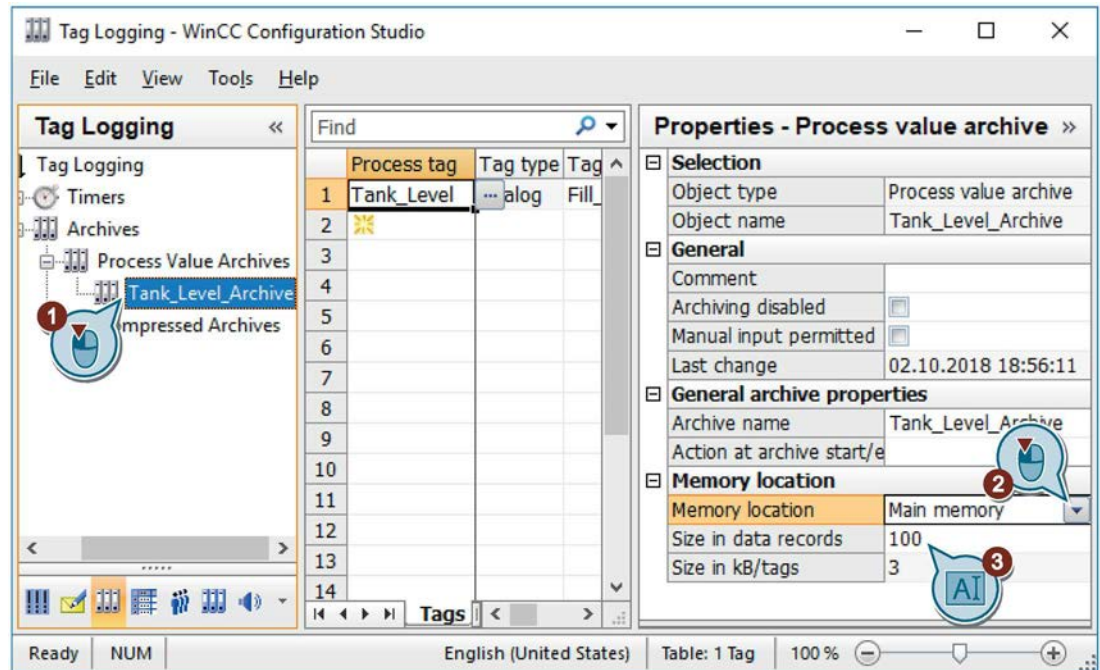 Tag Logging - WinCC Configuration Studio
File Edit View Tools Help
Tag Logging «
Tag Logging
Timers
Archives
Process Value Archives
Tank_Level_Archive
1
mpressed Archives
Find
Process tag Tag type Tag
1 Tank_Level ... alog Fill_
2
3
4
5
6
7
8
9
10
11
12
13
14
Tags
Properties - Process value archive »
Selection
Object type Process value archive
Object name Tank_Level_Archive
General
Comment
Archiving disabled
Manual input permitted
Last change 02.10.2018 18:56:11
General archive properties
Archive name Tank_Level_Archive
Action at archive start/e
2
Memory location
Memory location Main memory
Size in data records 100
3
Size in kB/tags 3
AI
Ready NUM English (United States) Table: 1 Tag 100 %